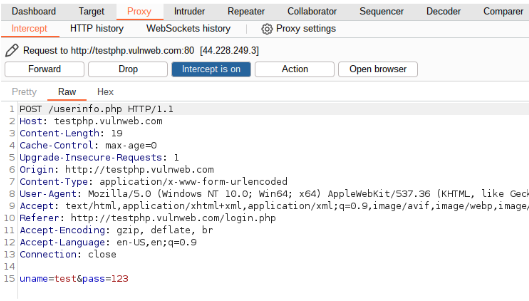 Dashboard Target Proxy Intruder Repeater Collaborator Sequencer Decoder Comparer
Intercept HTTP history WebSockets history Proxy settings
Request to http://testphp.vulnweb.com:80 [44.228.249.3]
Forward Drop Intercept is on Action Open browser
Pretty Raw Hex
1 POST /userinfo.php HTTP/1.1
2 Host: testphp.vulnweb.com
3 Content-Length: 19
4 Cache-Control: max-age=0
5 Upgrade-Insecure-Requests: 1
6 Origin: http://testphp.vulnweb.com
7 Content-Type: application/x-www-form-urlencoded
8 User-Agent: Mozilla/5.0 (Windows NT 10.0; Win64; x64) AppleWebKit/537.36 (KHTML, like Geck
9 Accept: text/html,application/xhtml+xml,application/xml;q=0.9,image/avif,image/webp,image/
10 Referer: http://testphp.vulnweb.com/login.php
11 Accept-Encoding: gzip, deflate, br
12 Accept-Language: en-US,en;q=0.9
13 Connection: close
14
15 uname=test&pass=123